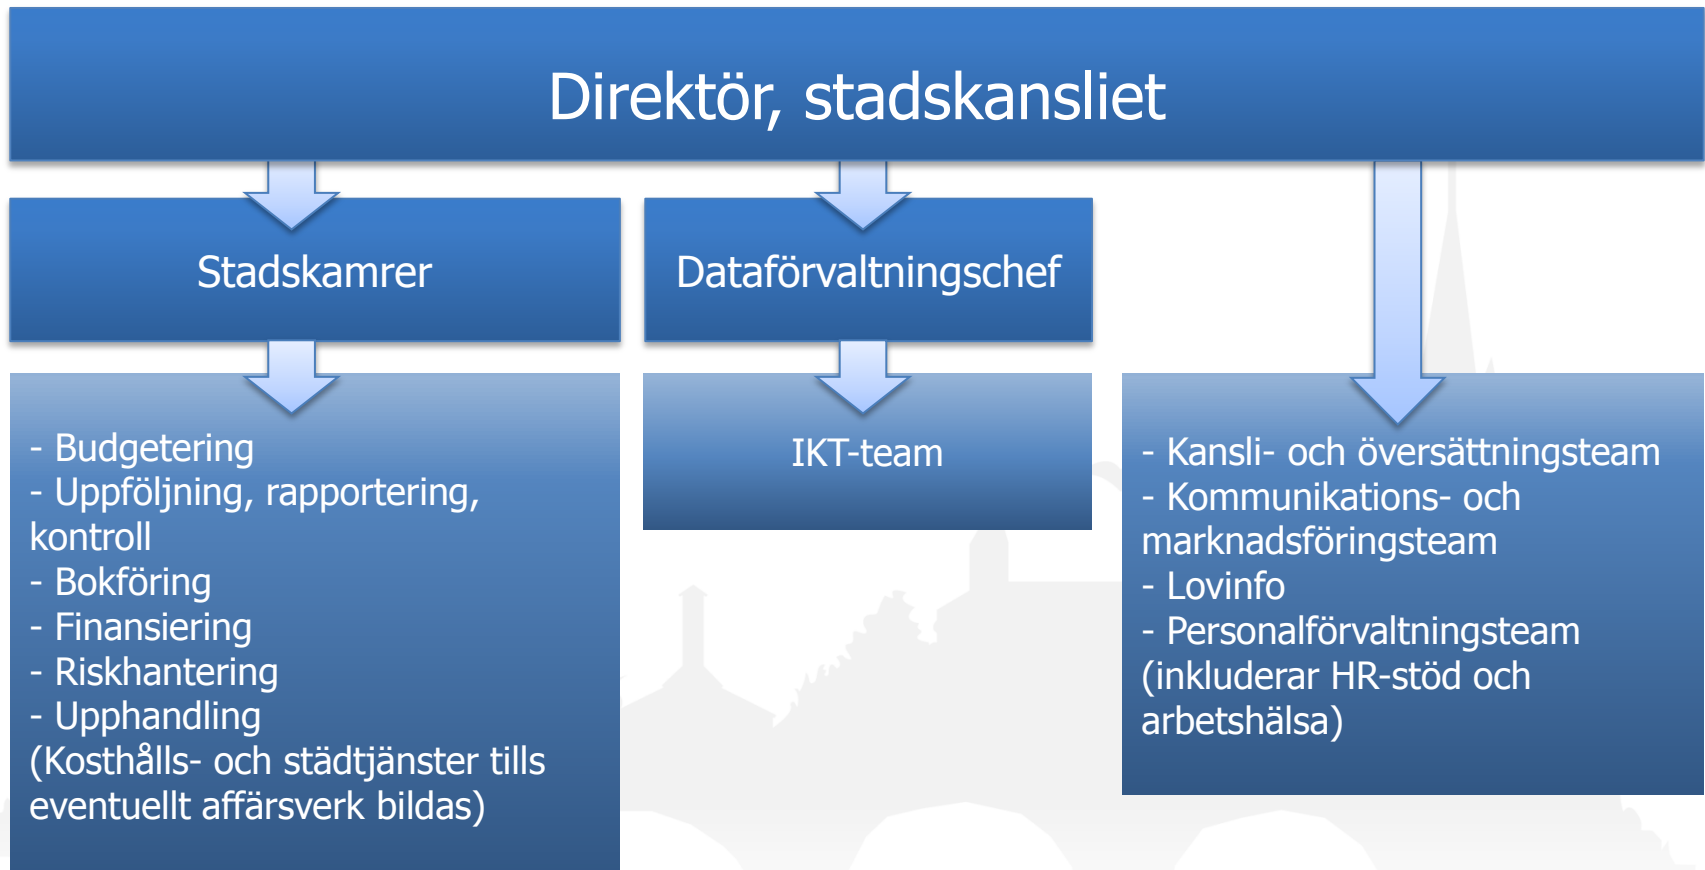 Direktör, stadskansliet
Stadskamrer
Dataförvaltningschef
- Budgetering
- Uppföljning, rapportering,
kontroll
- Bokföring
- Finansiering
- Riskhantering
- Upphandling
(Kosthålls- och städtjänster tills
eventuellt affärsverk bildas)
IKT-team
- Kansli- och översättningsteam
- Kommunikations- och
marknadsföringsteam
- Lovinfo
- Personalförvaltningsteam
(inkluderar HR-stöd och
arbetshälsa)